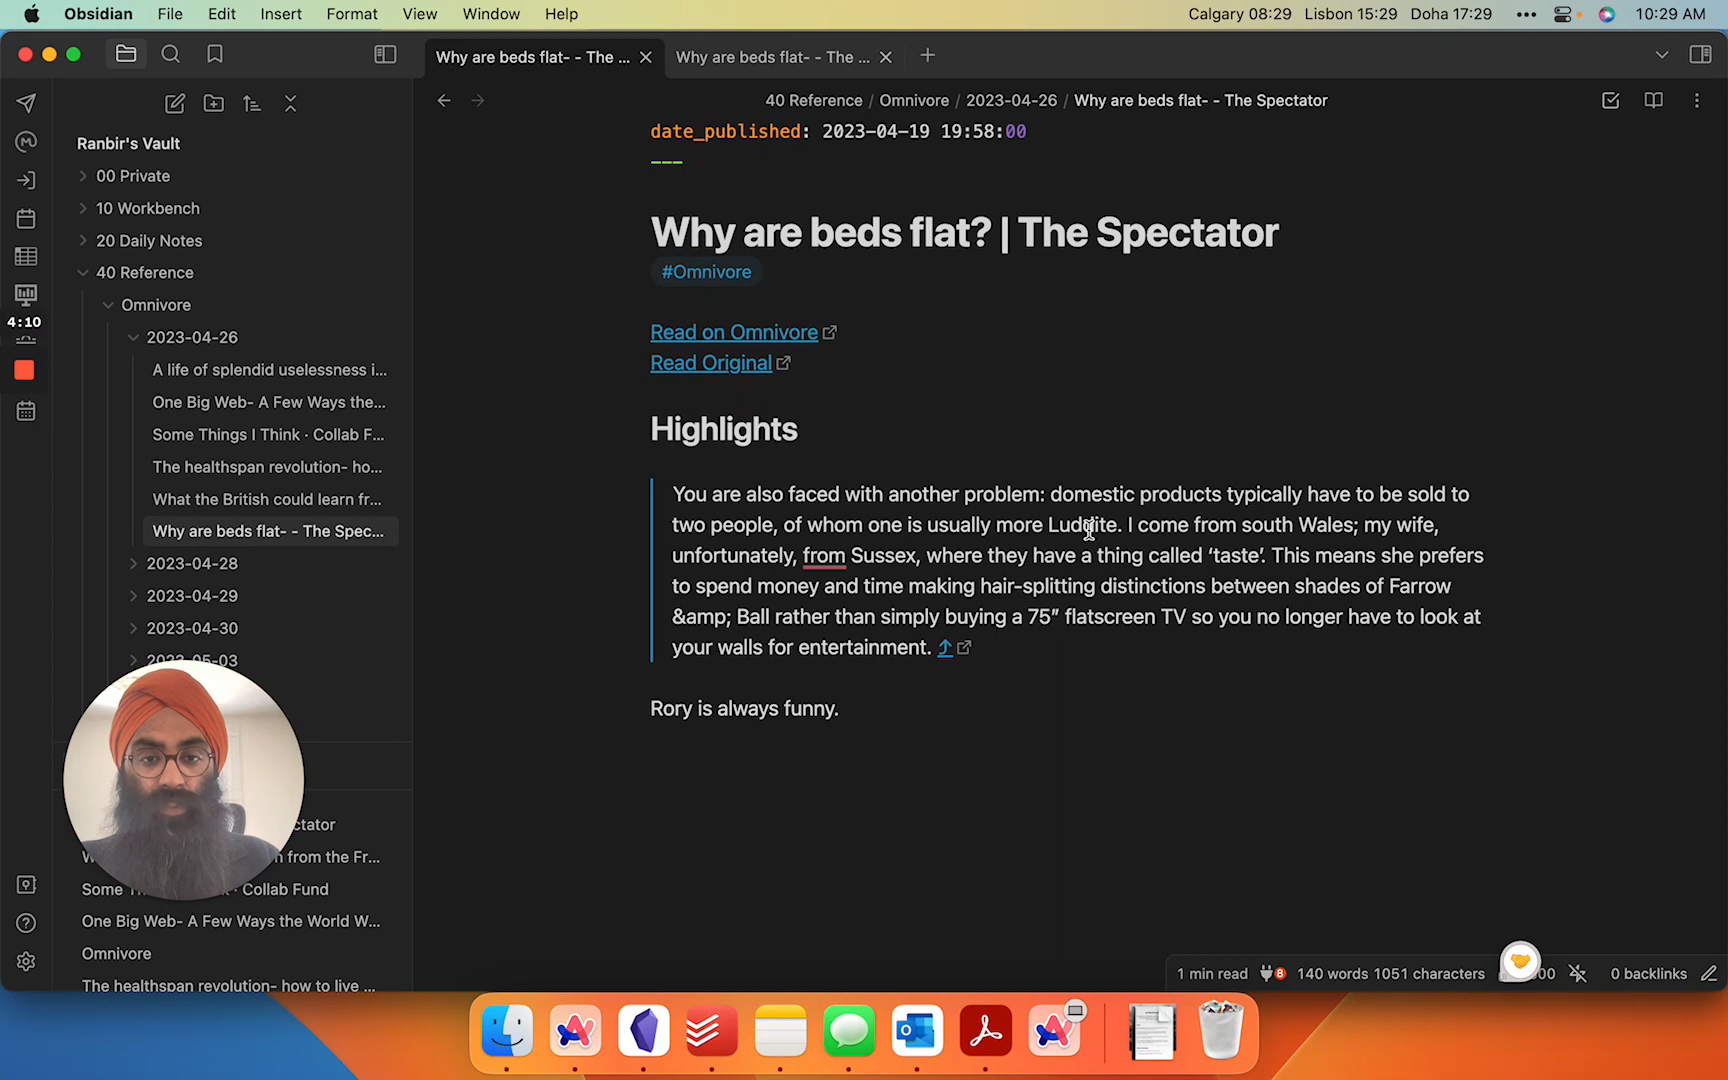 Obsidian File Edit Insert Format View Window Help
Calgary 08:29 Lisbon 15:29 Doha 17:29 ••• 10:29 AM
Why are beds flat- - The ...
Why are beds flat- - The ...
40 Reference / Omnivore / 2023-04-26 / Why are beds flat- - The Spectator
Ranbir's Vault
00 Private
10 Workbench
20 Daily Notes
40 Reference
Omnivore
4:10
2023-04-26
A life of splendid uselessness i...
One Big Web- A Few Ways the...
Some Things I Think · Collab F...
The healthspan revolution- ho...
What the British could learn fr...
Why are beds flat- - The Spec...
2023-04-28
2023-04-29
2023-04-30
2023-05-03
ctator
from the Fr...
Some Collab Fund
One Big Web- A Few Ways the World W...
Omnivore
The healthspan revolution- how to live ...
date_published: 2023-04-19 19:58:00
---
Why are beds flat? | The Spectator
#Omnivore
Read on Omnivore
Read Original
Highlights
You are also faced with another problem: domestic products typically have to be sold to
two people, of whom one is usually more Luddite. I come from south Wales; my wife,
unfortunately, from Sussex, where they have a thing called ‘taste’. This means she prefers
to spend money and time making hair-splitting distinctions between shades of Farrow
&amp; Ball rather than simply buying a 75” flatscreen TV so you no longer have to look at
your walls for entertainment. ⤴
Rory is always funny.
1 min read 8 140 words 1051 characters 0 backlinks